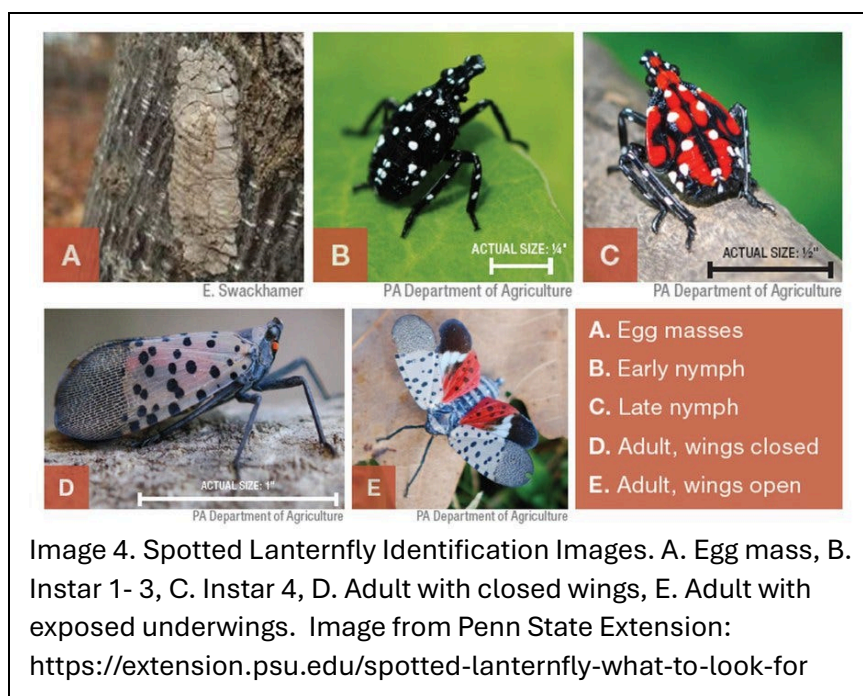 A
E. Swackhamer
B
ACTUAL SIZE: ¼"
PA Department of Agriculture
C
ACTUAL SIZE: ½"
PA Department of Agriculture
D
ACTUAL SIZE: 1"
PA Department of Agriculture
E
PA Department of Agriculture
A. Egg masses
B. Early nymph
C. Late nymph
D. Adult, wings closed
E. Adult, wings open
Image 4. Spotted Lanternfly Identification Images. A. Egg mass, B.
Instar 1- 3, C. Instar 4, D. Adult with closed wings, E. Adult with
exposed underwings.  Image from Penn State Extension:
https://extension.psu.edu/spotted-lanternfly-what-to-look-for